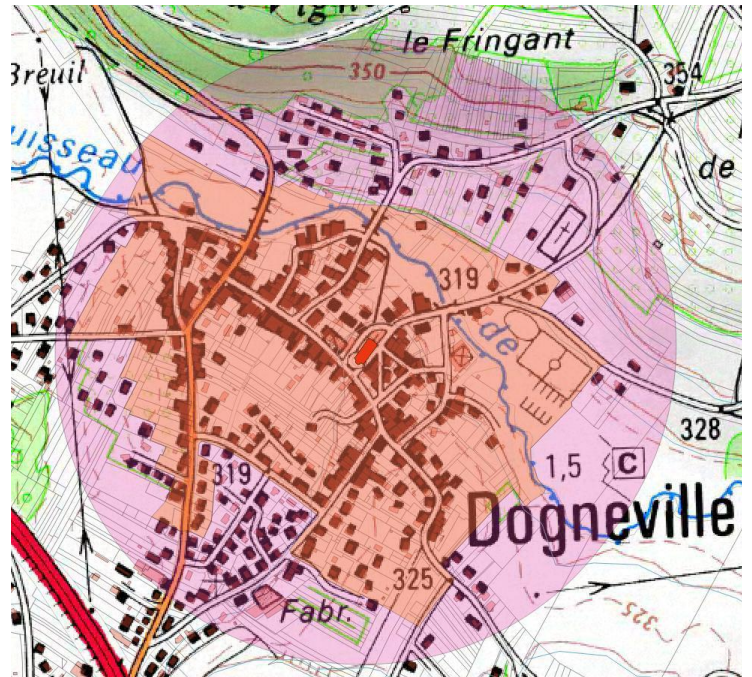 le Fringant
350
354
Breuil
uisseau
de
319
de
328
1,5
C
319
Dogneville
325
Fabr.
325